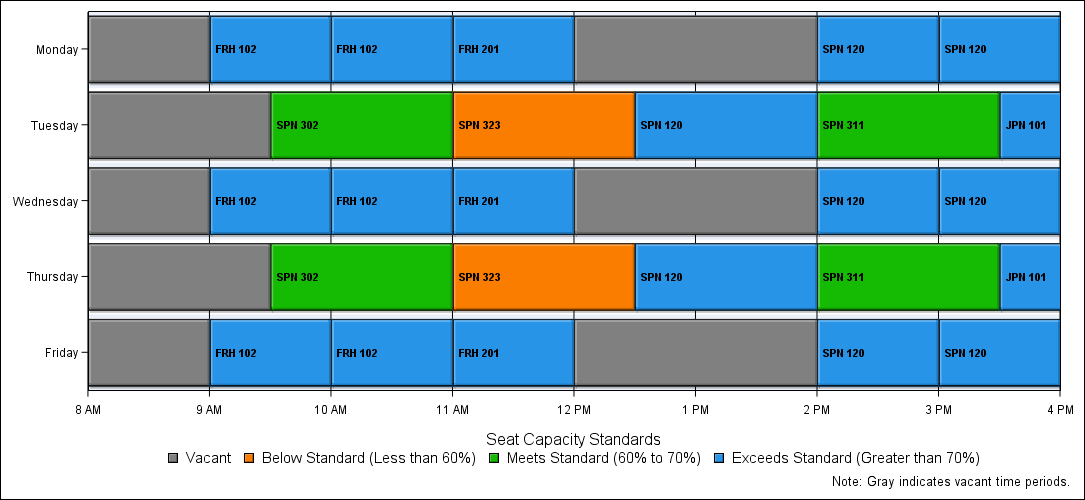 Monday FRH 102 FRH 102 FRH 201 SPN 120 SPN 120
Tuesday SPN 302 SPN 323 SPN 120 SPN 311 JPN 101
Wednesday FRH 102 FRH 102 FRH 201 SPN 120 SPN 120
Thursday SPN 302 SPN 323 SPN 120 SPN 311 JPN 101
Friday FRH 102 FRH 102 FRH 201 SPN 120 SPN 120
8 AM 9 AM 10 AM 11 AM 12 PM 1 PM 2 PM 3 PM 4 PM
Seat Capacity Standards
Vacant Below Standard (Less than 60%) Meets Standard (60% to 70%) Exceeds Standard (Greater than 70%)
Note: Gray indicates vacant time periods.